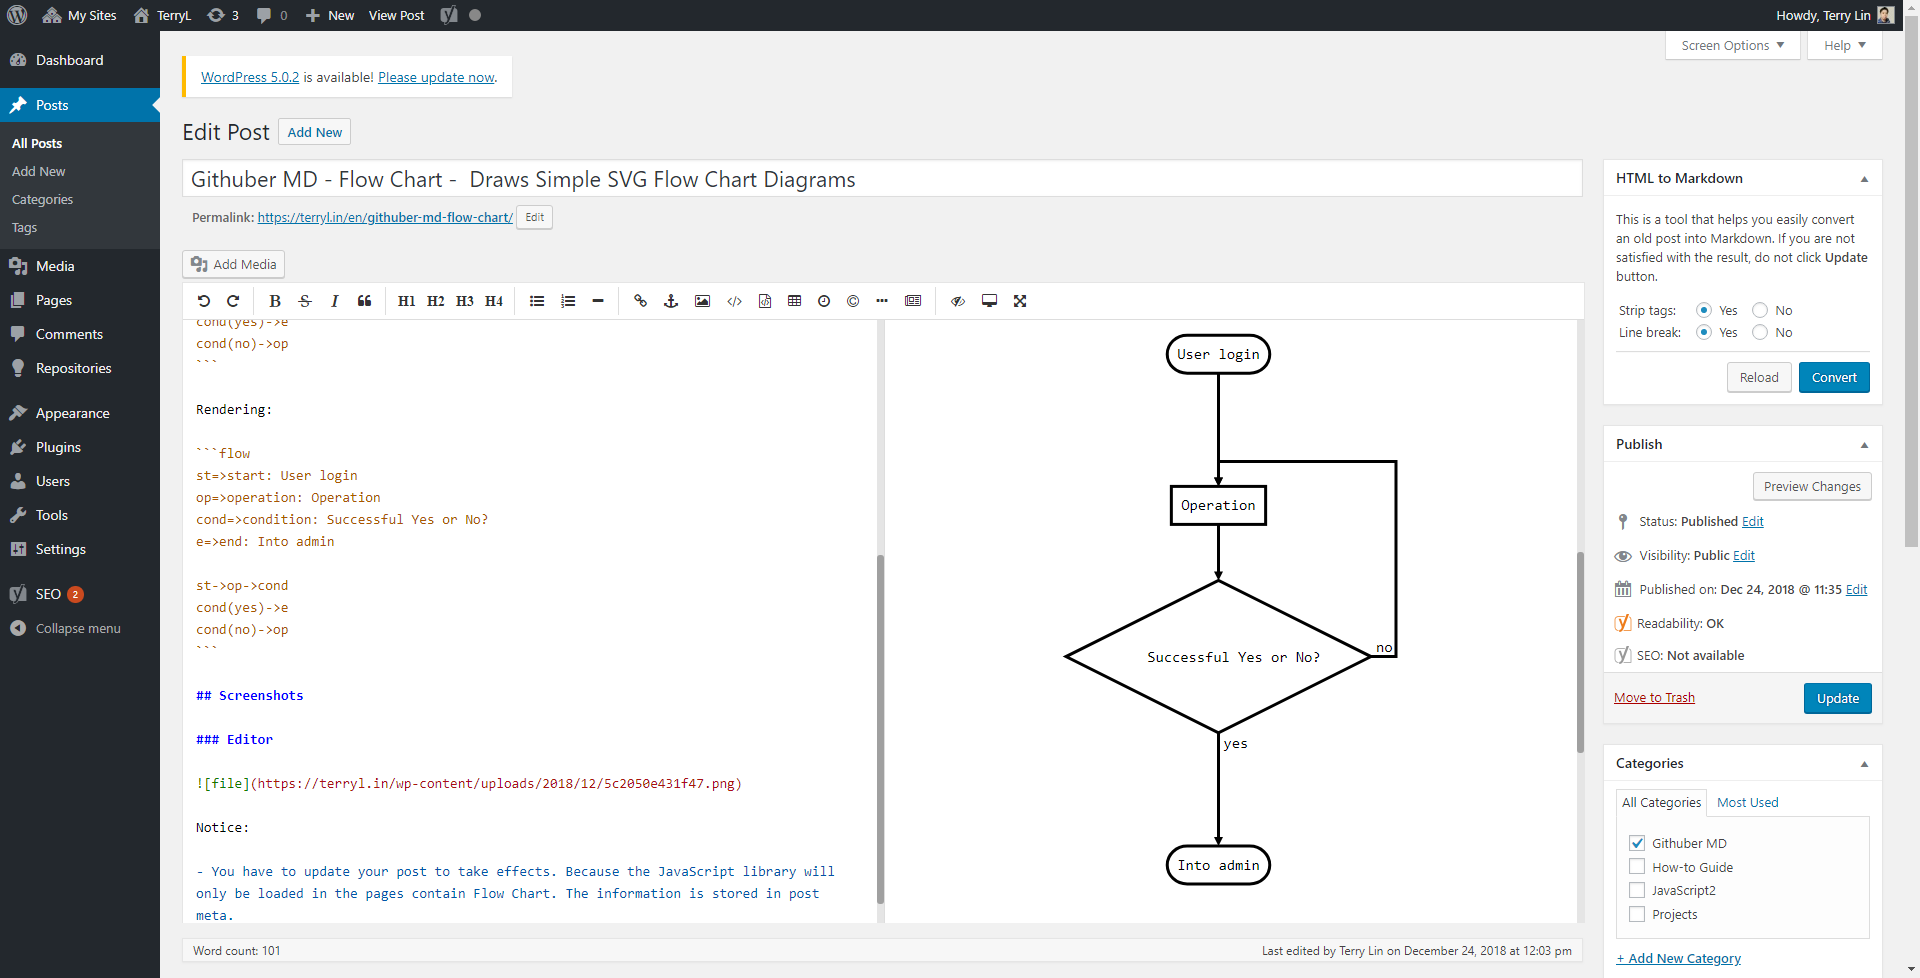 My Sites TerryL 3 0 New View Post Howdy, Terry Lin
Dashboard
Posts
All Posts
Add New
Categories
Tags
Media
Pages
Comments
Repositories
Appearance
Plugins
Users
Tools
Settings
SEO 2
Collapse menu
Screen Options Help
WordPress 5.0.2 is available! Please update now.
Edit Post Add New
Githuber MD - Flow Chart - Draws Simple SVG Flow Chart Diagrams
Permalink: https://terryl.in/en/githuber-md-flow-chart/ Edit
Add Media
B S I H1 H2 H3 H4
cond(yes)->e
cond(no)->op
```
Rendering:
```flow
st=>start: User login
op=>operation: Operation
cond=>condition: Successful Yes or No?
e=>end: Into admin
st->op->cond
cond(yes)->e
cond(no)->op
```
## Screenshots
### Editor
![file](https://terryl.in/wp-content/uploads/2018/12/5c2050e431f47.png)
Notice:
- You have to update your post to take effects. Because the JavaScript library will
only be loaded in the pages contain Flow Chart. The information is stored in post
meta.
User login
Operation
Successful Yes or No?
no
yes
Into admin
Word count: 101
Last edited by Terry Lin on December 24, 2018 at 12:03 pm
HTML to Markdown
This is a tool that helps you easily convert
an old post into Markdown. If you are not
satisfied with the result, do not click Update
button.
Strip tags: Yes No
Line break: Yes No
Reload Convert
Publish
Preview Changes
Status: Published Edit
Visibility: Public Edit
Published on: Dec 24, 2018 @ 11:35 Edit
Readability: OK
SEO: Not available
Move to Trash Update
Categories
All Categories Most Used
Githuber MD
How-to Guide
JavaScript2
Projects
+ Add New Category